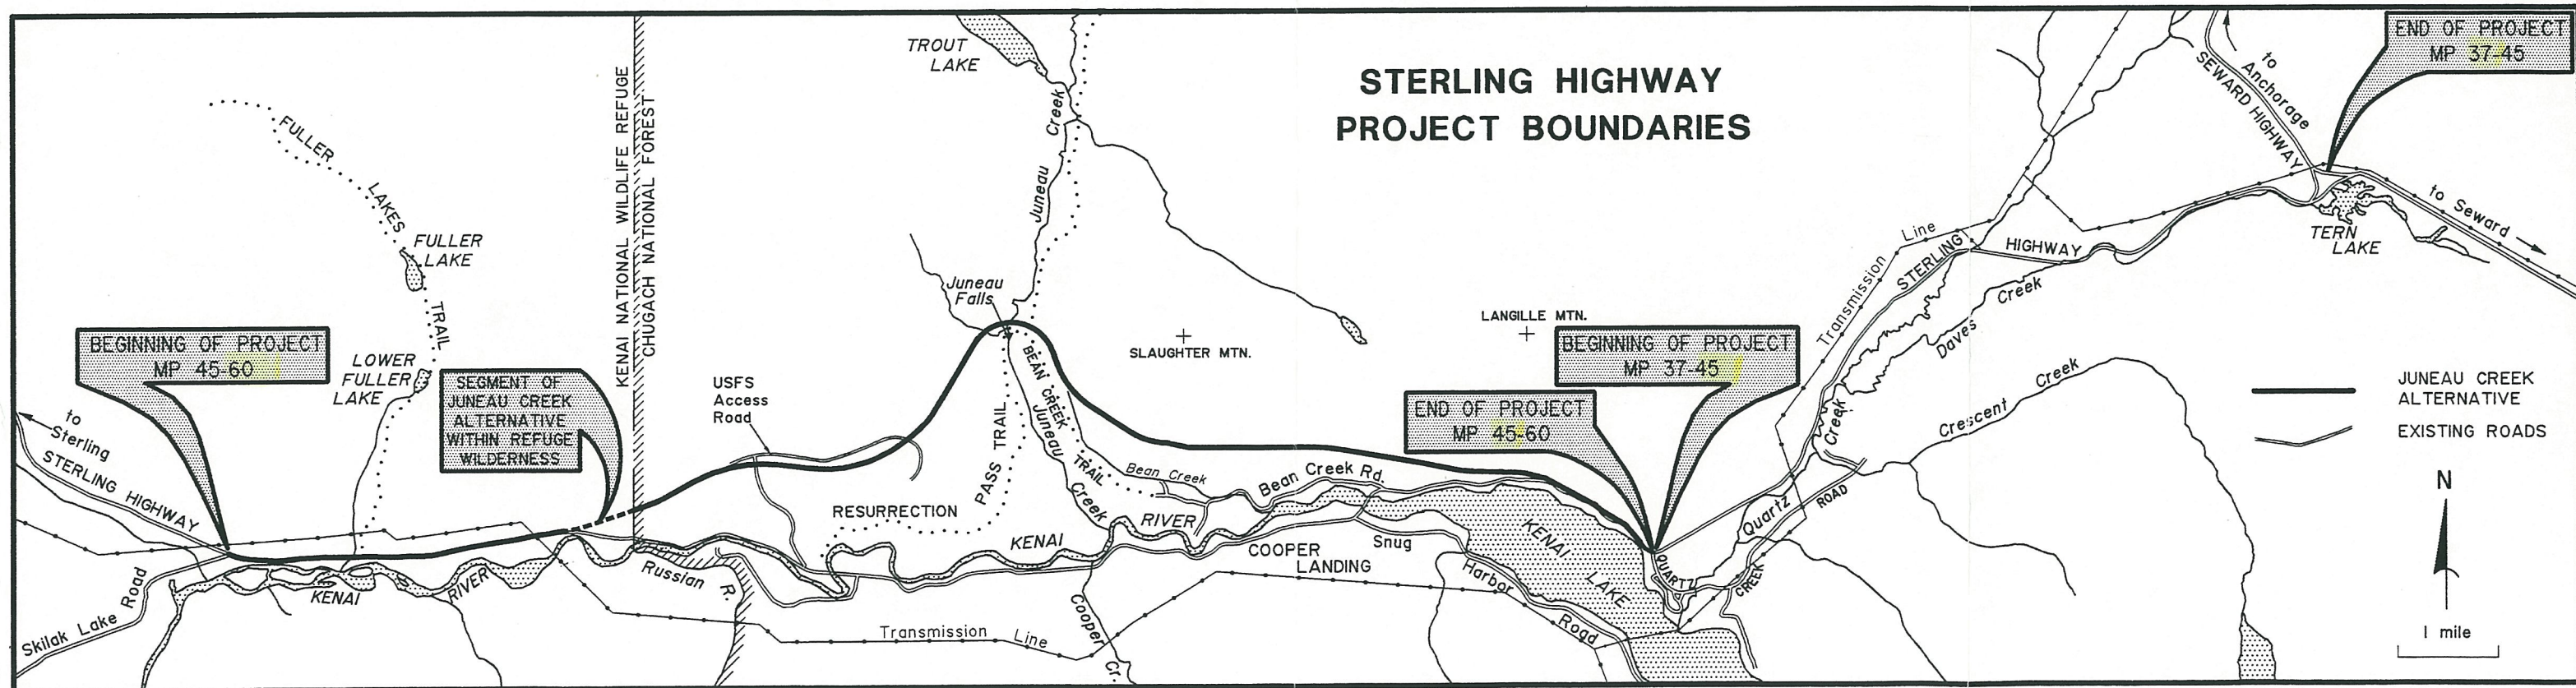 STERLING HIGHWAY
PROJECT BOUNDARIES
END OF PROJECT
MP 37-45
to
Anchorage
SEWARD HIGHWAY
to Seward
TERN
LAKE
TROUT
LAKE
Juneau
Creek
FULLER
LAKES
TRAIL
FULLER
LAKE
LOWER
FULLER
LAKE
KENAI NATIONAL WILDLIFE REFUGE
CHUGACH NATIONAL FOREST
Juneau
Falls
SLAUGHTER MTN.
LANGILLE MTN.
BEGINNING OF PROJECT
MP 45-60
SEGMENT OF
JUNEAU CREEK
ALTERNATIVE
WITHIN REFUGE
WILDERNESS
USFS
Access
Road
BEGINNING OF PROJECT
MP 37-45
END OF PROJECT
MP 45-60
Transmission
Line
STERLING
HIGHWAY
Daves
Creek
Crescent
Creek
Quartz
Creek
QUARTZ
CREEK
ROAD
JUNEAU CREEK
ALTERNATIVE
EXISTING ROADS
N
1 mile
to
Sterling
STERLING HIGHWAY
Skilak Lake Road
KENAI
RIVER
Russian
R.
RESURRECTION
PASS
TRAIL
BEAN CREEK
TRAIL
Juneau
Creek
Bean Creek
Bean Creek Rd.
KENAI
RIVER
COOPER
LANDING
Snug
Harbor
Road
KENAI
LAKE
Cooper
Cr.
Transmission
Line